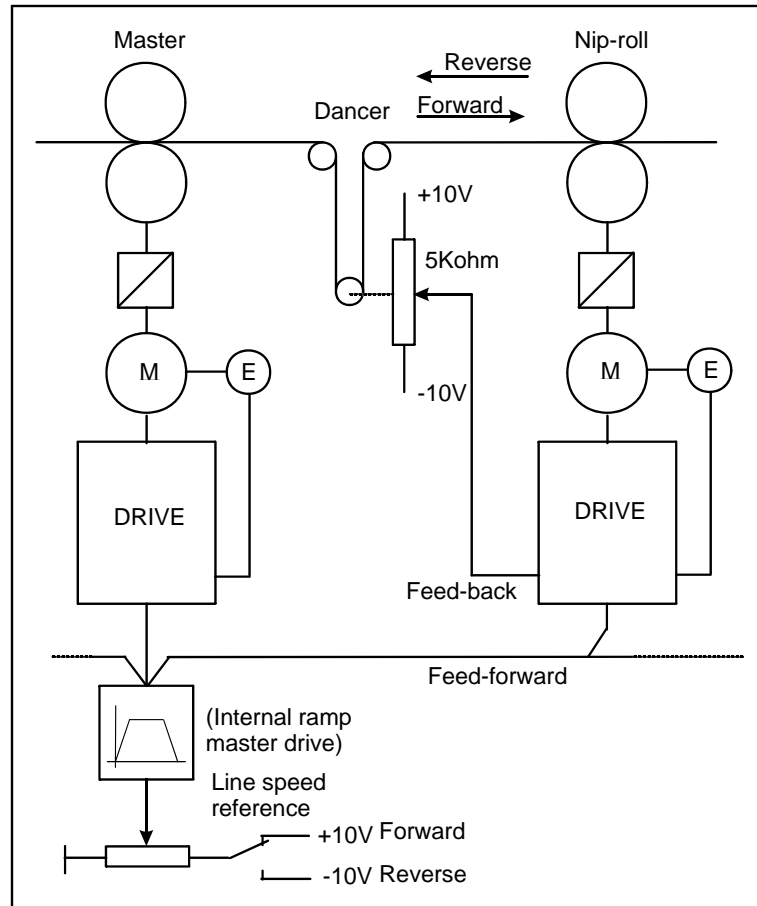 Master
Nip-roll
Reverse
Dancer
Forward
+10V
5Kohm
M
E
M
E
-10V
DRIVE
DRIVE
Feed-back
Feed-forward
(Internal ramp
master drive)
Line speed
reference
+10V Forward
-10V Reverse